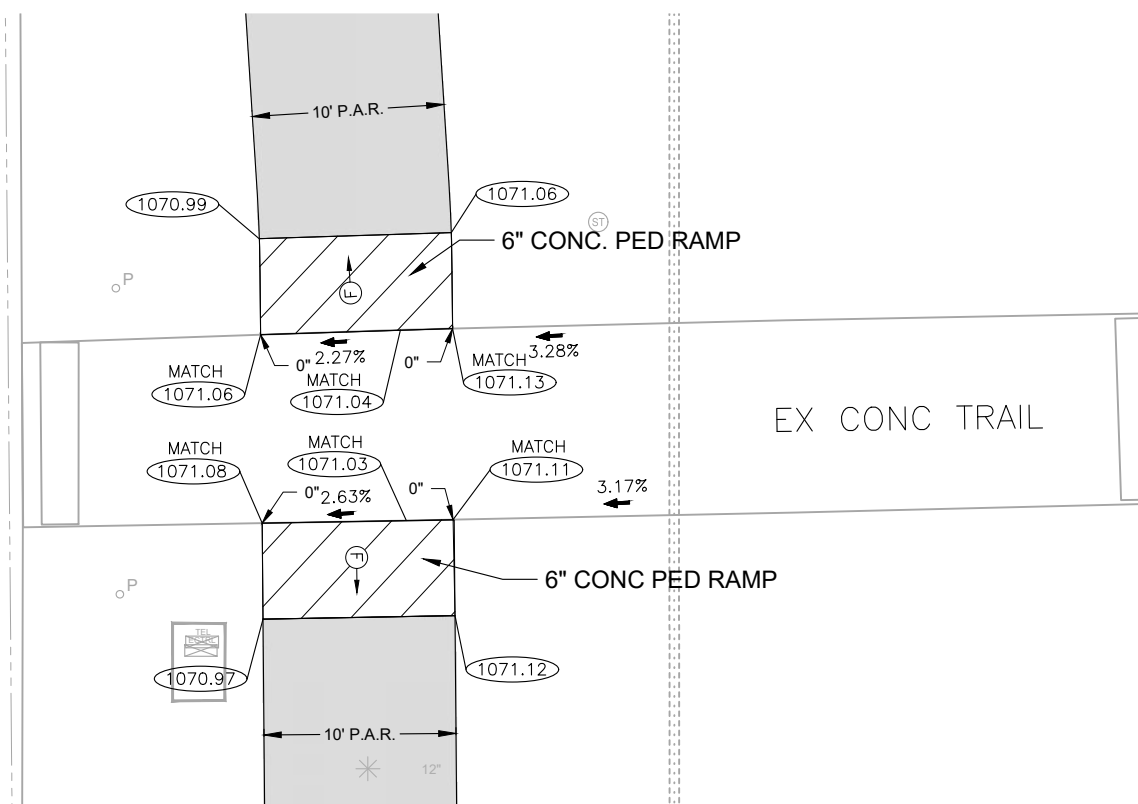 10' P.A.R.
1070.99
1071.06
ST
6" CONC. PED RAMP
P
F
0"
2.27%
0"
3.28%
MATCH
1071.06
MATCH
1071.04
MATCH
1071.13
EX CONC TRAIL
MATCH
1071.08
MATCH
1071.03
MATCH
1071.11
0"
2.63%
0"
3.17%
F
6" CONC PED RAMP
P
TEL
1070.97
1071.12
10' P.A.R.
12"